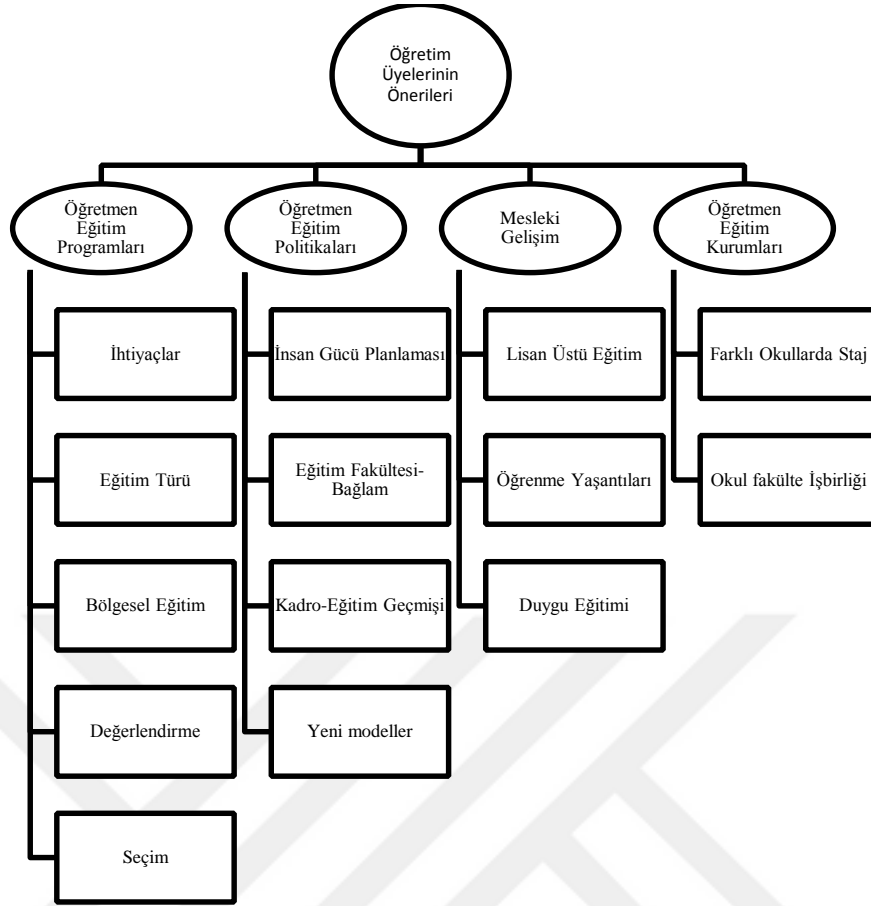 Öğretim
Üyelerinin
Önerileri
Öğretmen
Eğitim
Programları
Öğretmen
Eğitim
Politikaları
Mesleki
Gelişim
Öğretmen
Eğitim
Kurumları
İhtiyaçlar
Eğitim Türü
Bölgesel Eğitim
Değerlendirme
Seçim
İnsan Gücü Planlaması
Eğitim Fakültesi-
Bağlam
Kadro-Eğitim Geçmişi
Yeni modeller
Lisan Üstü Eğitim
Öğrenme Yaşantıları
Duygu Eğitimi
Farklı Okullarda Staj
Okul fakülte İşbirliği